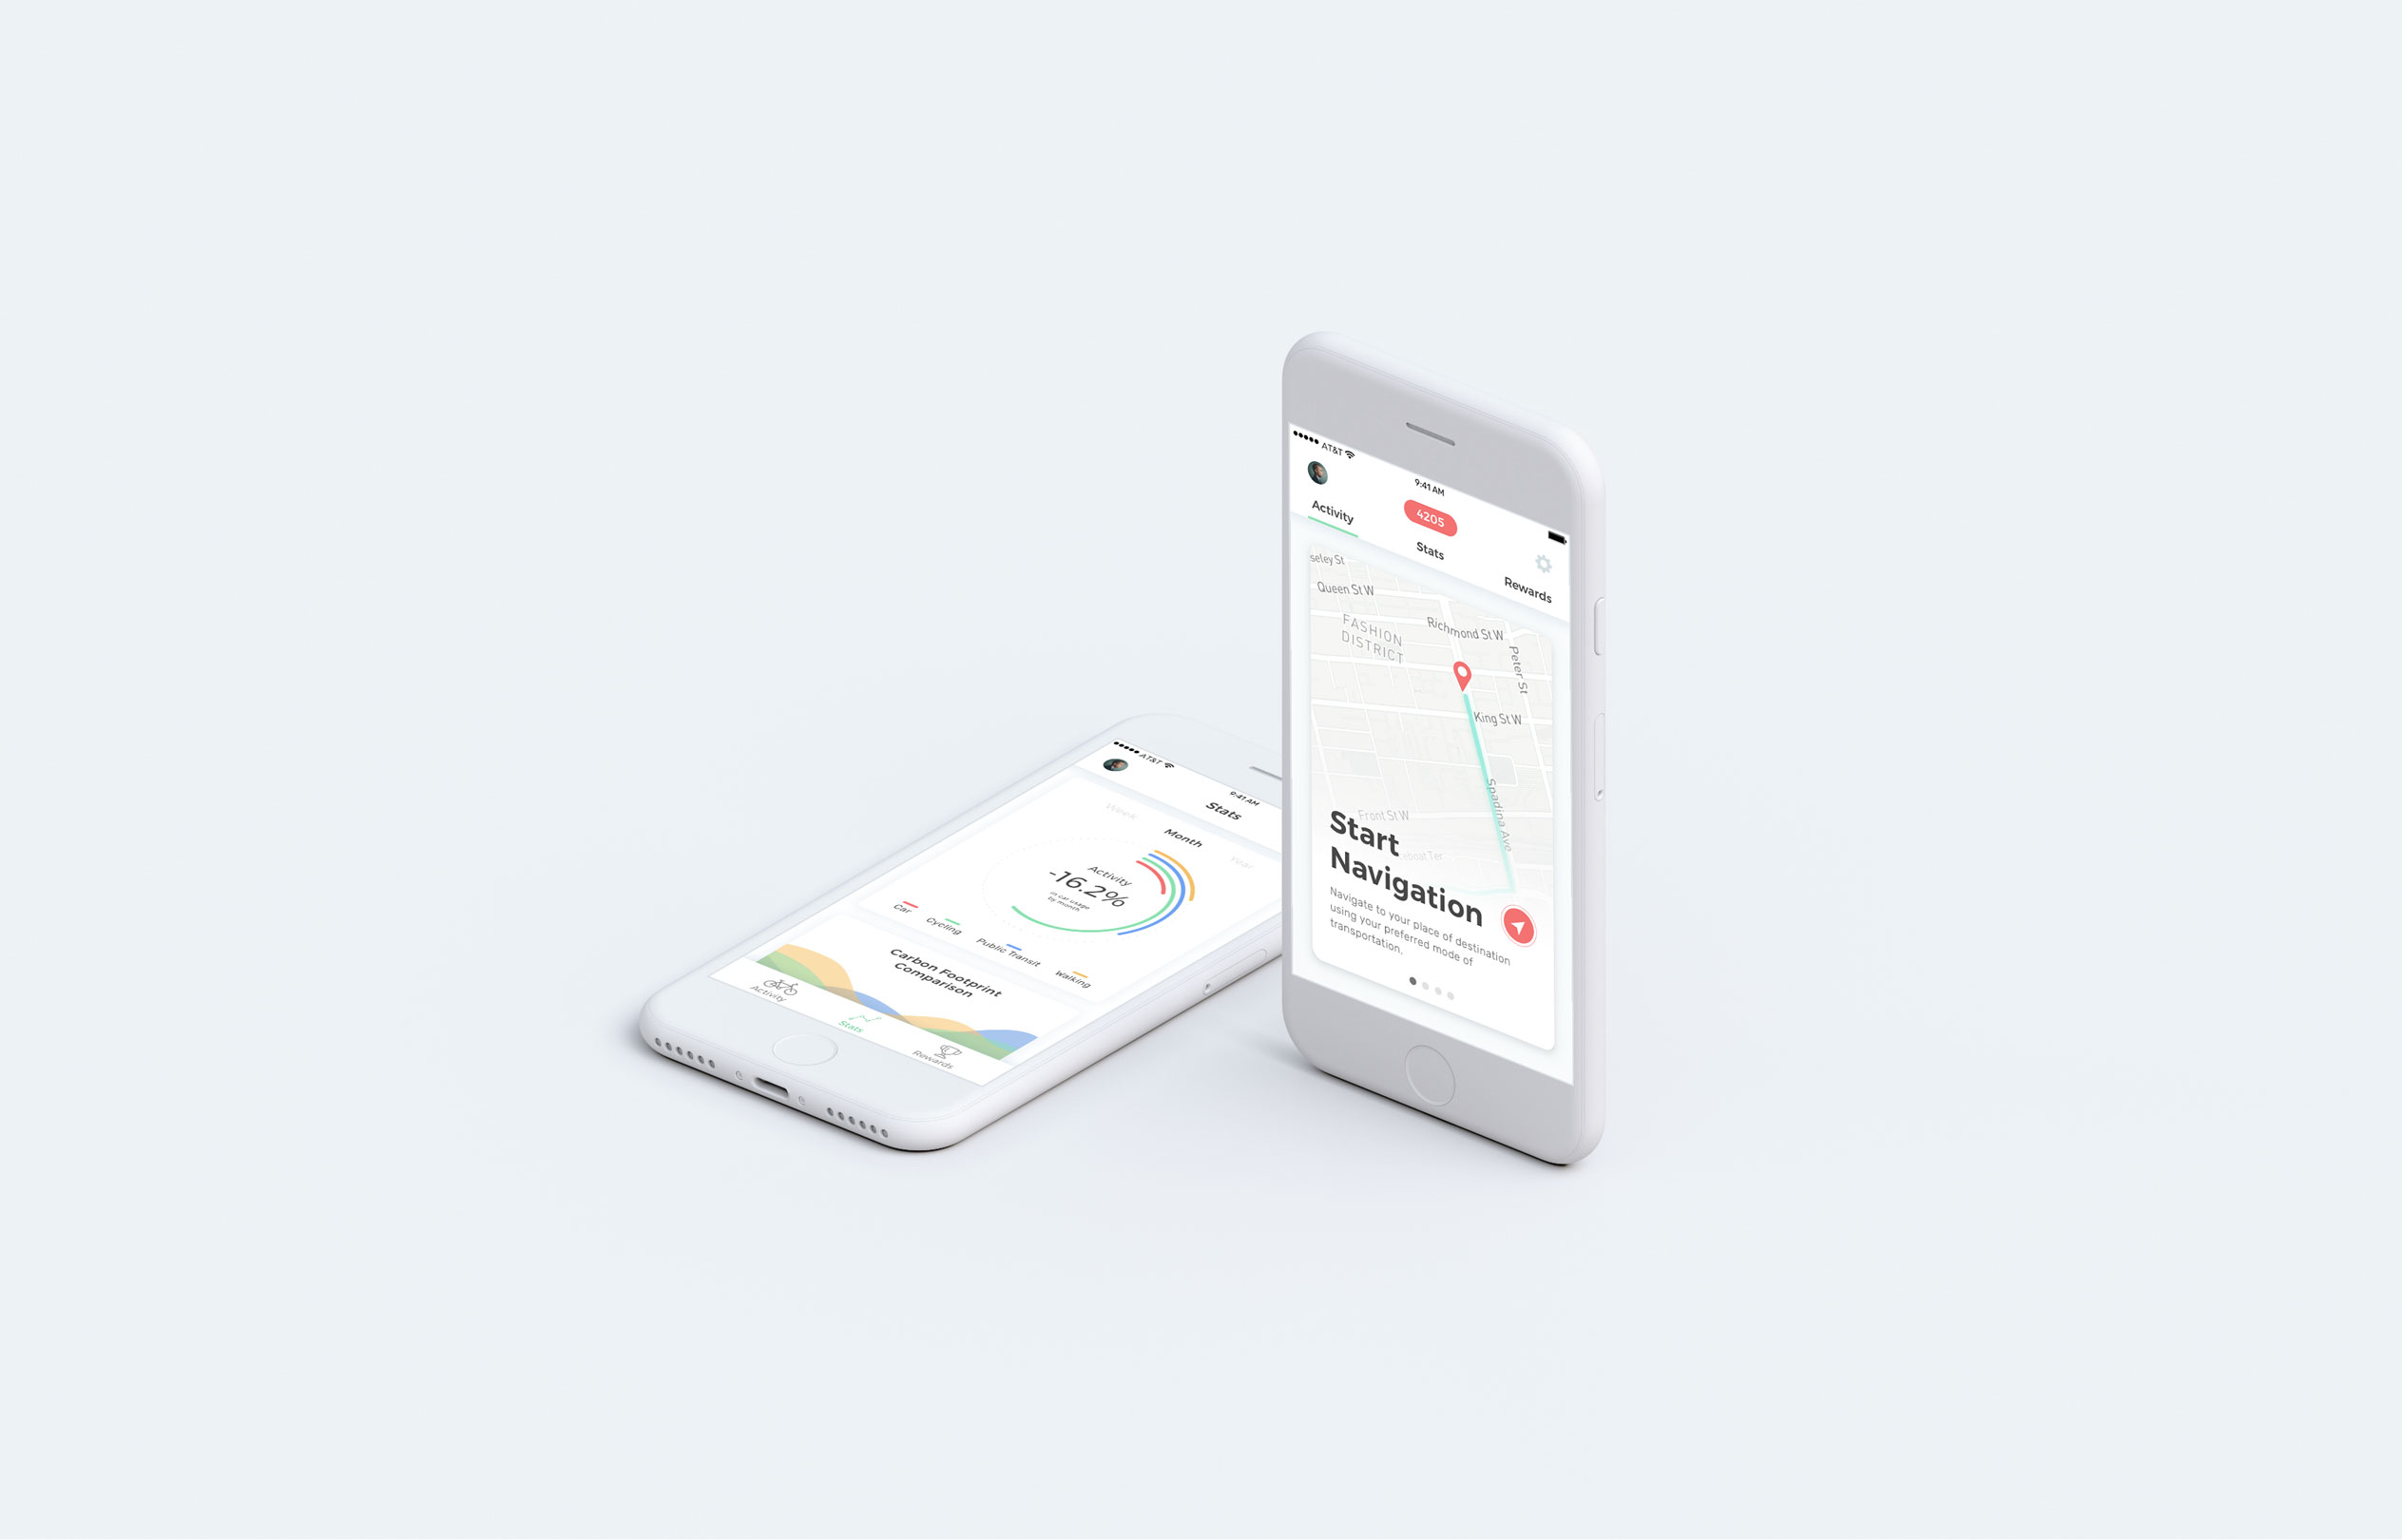 AT&T
9:41 AM
Stats
Week
Month
Year
Activity
-16.2%
in car usage
by month
Car
Cycling
Public Transit
Walking
Carbon Footprint
Comparison
Activity
Stats
Rewards
AT&T
9:41 AM
4205
Activity
Stats
Rewards
seley St
Queen St W
FASHION
DISTRICT
Richmond St W
Peter St
King St W
Spadina Ave
Front St W
Start
Navigation
Navigate to your place of destination
using your preferred mode of
transportation.